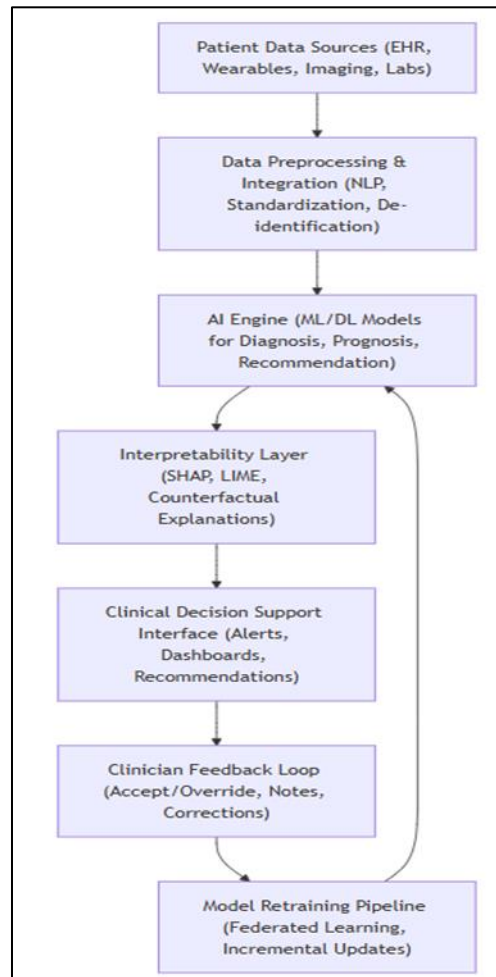 Patient Data Sources (EHR,
Wearables, Imaging, Labs)
Data Preprocessing &
Integration (NLP,
Standardization, De-
identification)
AI Engine (ML/DL Models
for Diagnosis, Prognosis,
Recommendation)
Interpretability Layer
(SHAP, LIME,
Counterfactual
Explanations)
Clinical Decision Support
Interface (Alerts,
Dashboards,
Recommendations)
Clinician Feedback Loop
(Accept/Override, Notes,
Corrections)
Model Retraining Pipeline
(Federated Learning,
Incremental Updates)